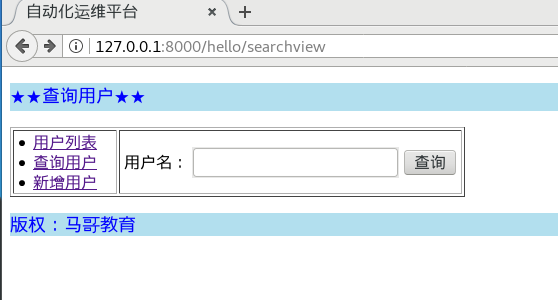 自动化运维平台
127.0.0.1:8000/hello/searchview
★★查询用户★★
用户列表
查询用户
新增用户
用户名： 查询
版权：马哥教育